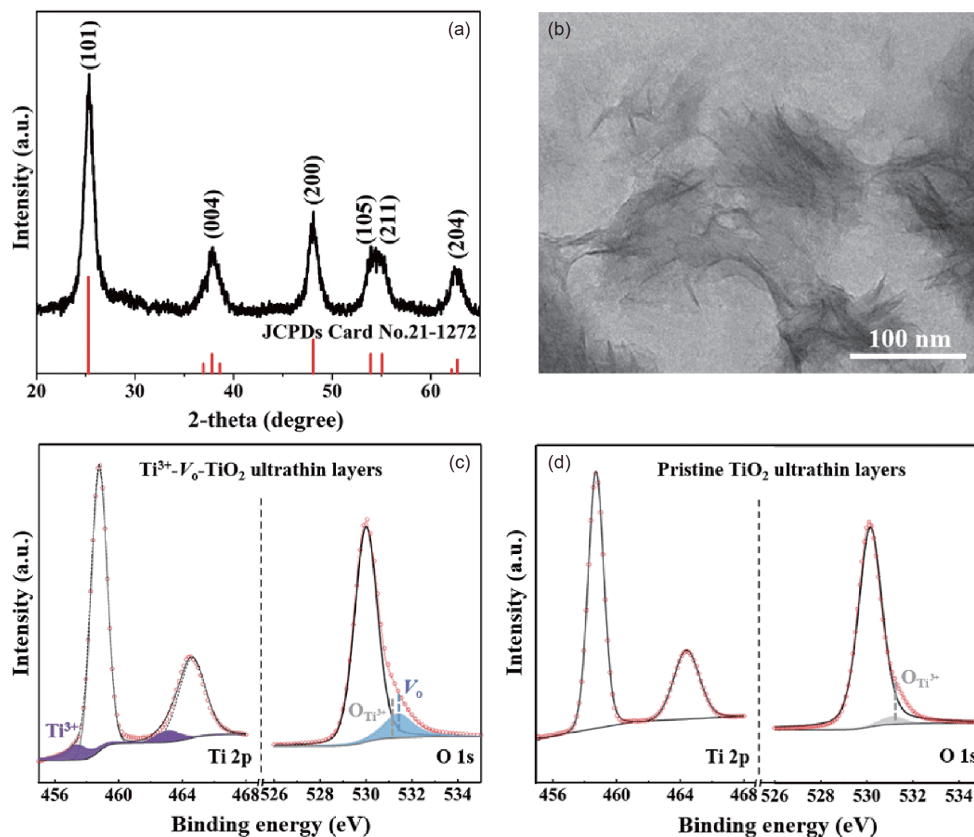 (a)
(101)
(004)
(200)
(105)
(211)
(204)
Intensity (a.u.)
JCPDs Card No.21-1272
20 30 40 50 60
2-theta (degree)
(b)
100 nm
(c)
Ti³⁺-Vₒ-TiO₂ ultrathin layers
Intensity (a.u.)
Ti³⁺
Vₒ
O Ti³⁺
Ti 2p
O 1s
456 460 464 468 526 528 530 532 534
Binding energy (eV)
(d)
Pristine TiO₂ ultrathin layers
Intensity (a.u.)
O Ti³⁺
Ti 2p
O 1s
456 460 464 468 526 528 530 532 534
Binding energy (eV)